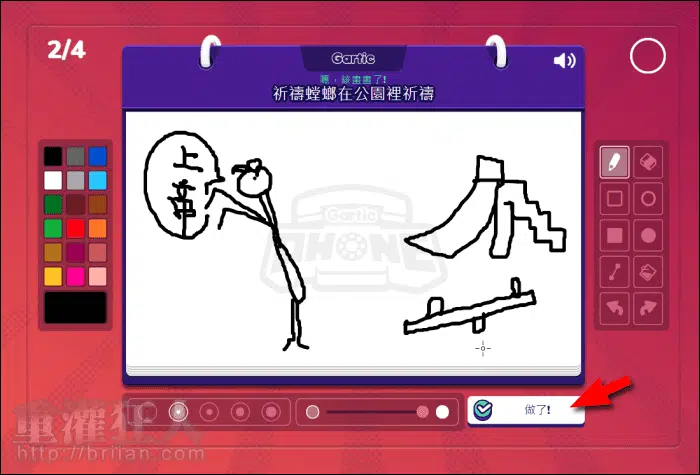 2/4
Gartic
嘿，該畫畫了!
祈禱螳螂在公園裡祈禱
上帝
Gartic
PHONE
做了!
重灌狂人
http://briian.com